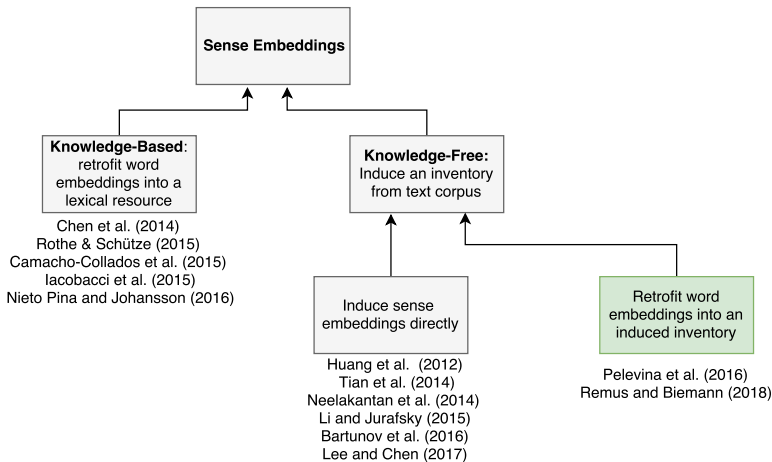 Sense Embeddings
Knowledge-Based:
retrofit word
embeddings into a
lexical resource
Chen et al. (2014)
Rothe & Schütze (2015)
Camacho-Collados et al. (2015)
Iacobacci et al. (2015)
Nieto Pina and Johansson (2016)
Knowledge-Free:
Induce an inventory
from text corpus
Induce sense
embeddings directly
Huang et al. (2012)
Tian et al. (2014)
Neelakantan et al. (2014)
Li and Jurafsky (2015)
Bartunov et al. (2016)
Lee and Chen (2017)
Retrofit word
embeddings into an
induced inventory
Pelevina et al. (2016)
Remus and Biemann (2018)